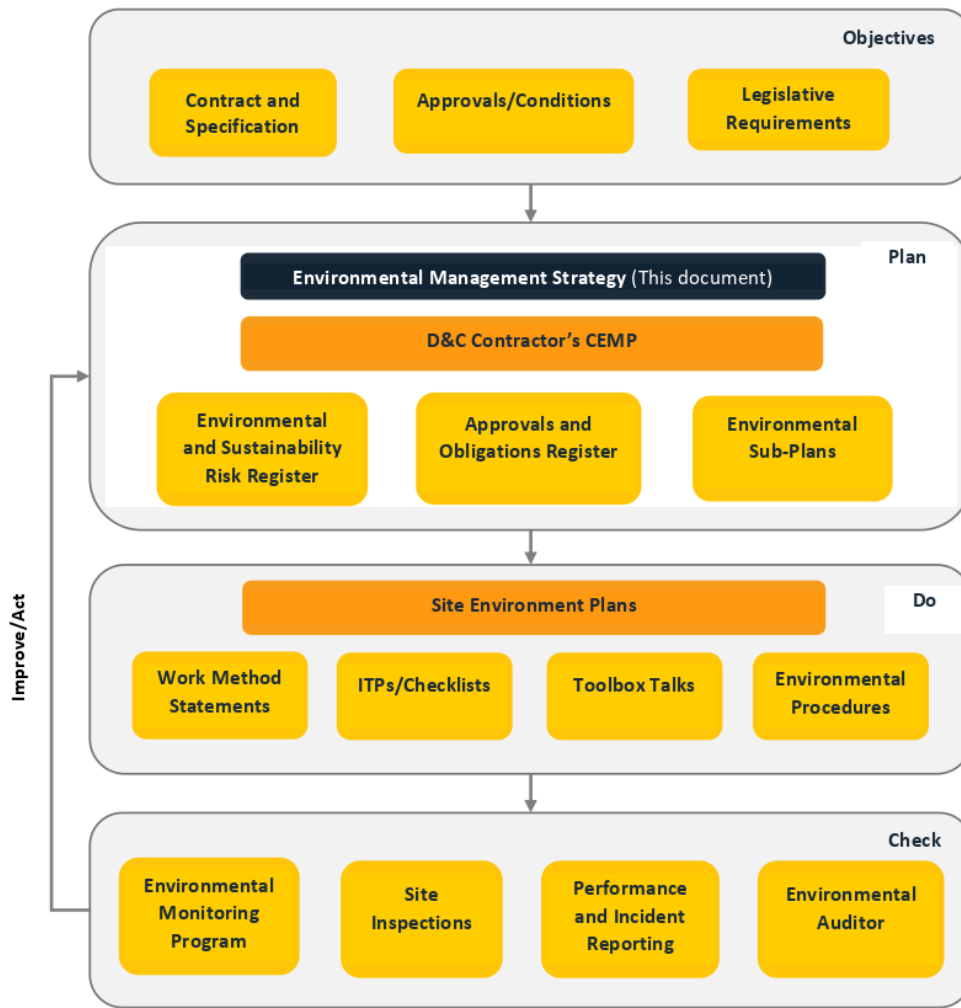 Objectives
Contract and
Specification
Approvals/Conditions
Legislative
Requirements
Plan
Environmental Management Strategy (This document)
D&C Contractor’s CEMP
Environmental
and Sustainability
Risk Register
Approvals and
Obligations Register
Environmental
Sub-Plans
Improve/Act
Do
Site Environment Plans
Work Method
Statements
ITPs/Checklists
Toolbox Talks
Environmental
Procedures
Check
Environmental
Monitoring
Program
Site
Inspections
Performance
and Incident
Reporting
Environmental
Auditor